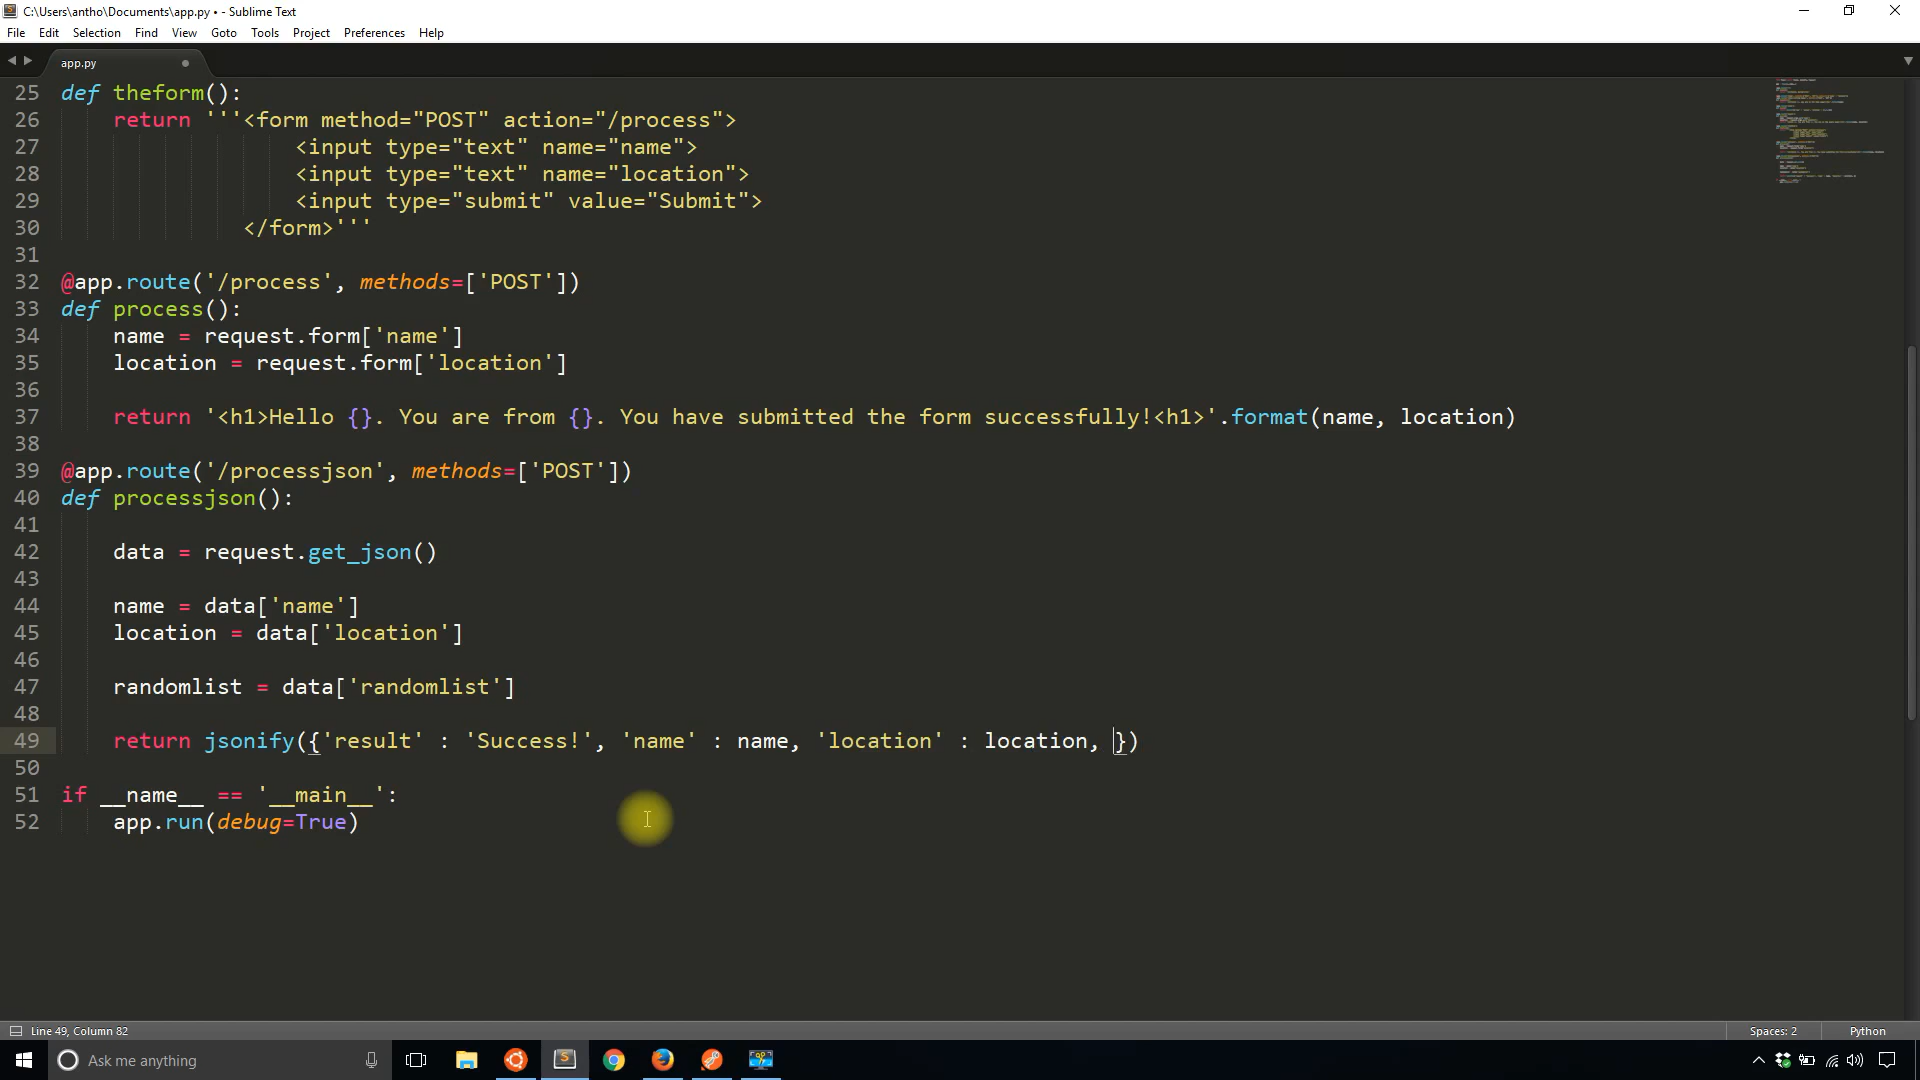 C:\Users\antho\Documents\app.py • - Sublime Text
File Edit Selection Find View Goto Tools Project Preferences Help
app.py
25 def theform():
26     return '''<form method="POST" action="/process">
27                   <input type="text" name="name">
28                   <input type="text" name="location">
29                   <input type="submit" value="Submit">
30               </form>'''
31
32 @app.route('/process', methods=['POST'])
33 def process():
34     name = request.form['name']
35     location = request.form['location']
36
37     return '<h1>Hello {}. You are from {}. You have submitted the form successfully!<h1>'.format(name, location)
38
39 @app.route('/processjson', methods=['POST'])
40 def processjson():
41
42     data = request.get_json()
43
44     name = data['name']
45     location = data['location']
46
47     randomlist = data['randomlist']
48
49     return jsonify({'result' : 'Success!', 'name' : name, 'location' : location, })
50
51 if __name__ == '__main__':
52     app.run(debug=True)
Line 49, Column 82
Spaces: 2
Python
Ask me anything